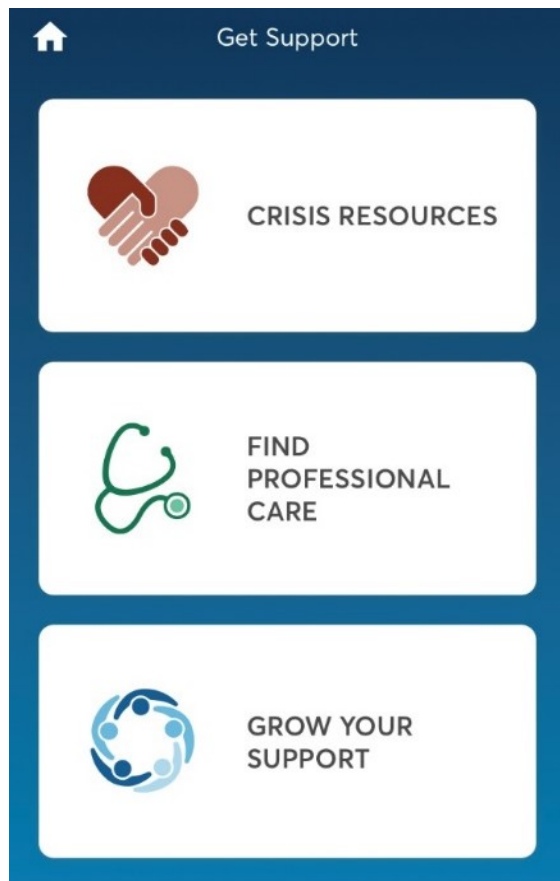 Get Support
CRISIS RESOURCES
FIND
PROFESSIONAL
CARE
GROW YOUR
SUPPORT